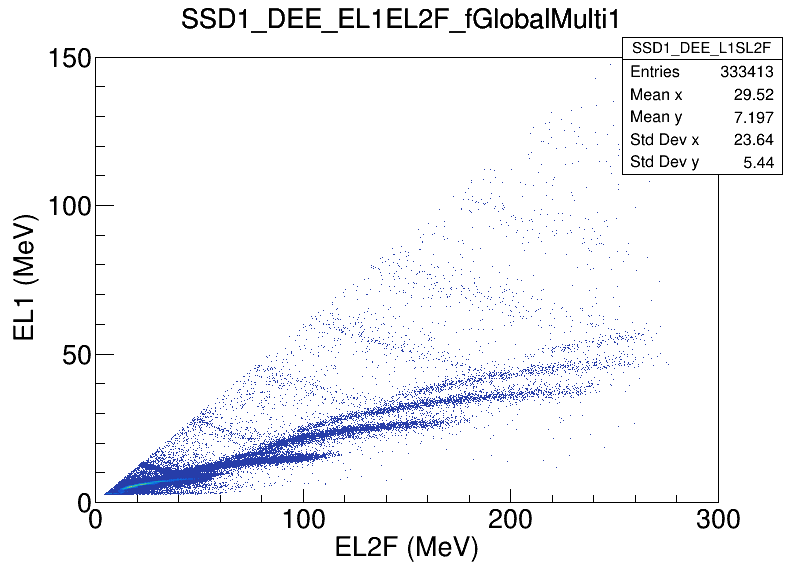 SSD1_DEE_EL1EL2F_fGlobalMulti1
SSD1_DEE_L1SL2F
Entries 333413
Mean x 29.52
Mean y 7.197
Std Dev x 23.64
Std Dev y 5.44
150
100
50
0
EL1 (MeV)
0 100 200 300
EL2F (MeV)